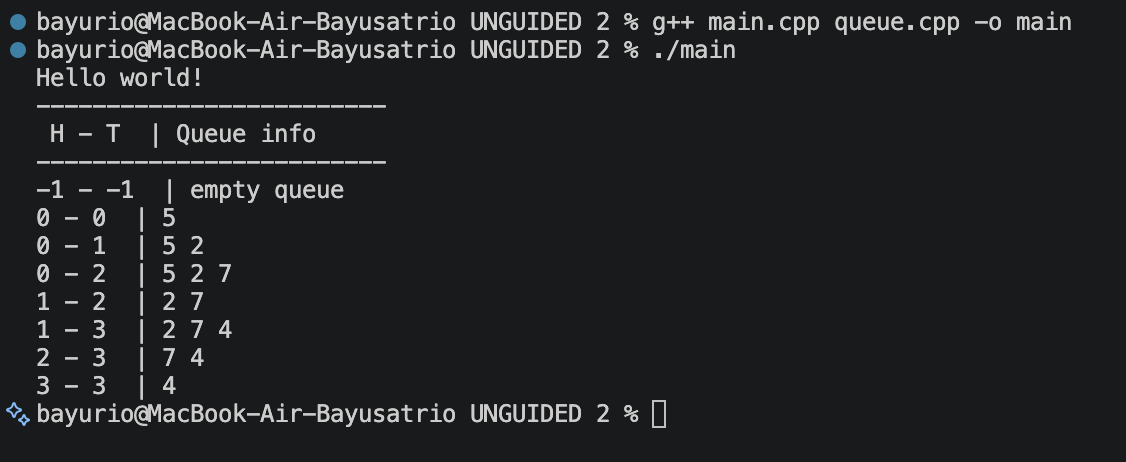 bayurio@MacBook-Air-Bayusatrio UNGUIDED 2 % g++ main.cpp queue.cpp -o main
bayurio@MacBook-Air-Bayusatrio UNGUIDED 2 % ./main
Hello world!
-------------------------
 H - T  | Queue info
-------------------------
-1 - -1  | empty queue
0 - 0  | 5
0 - 1  | 5 2
0 - 2  | 5 2 7
1 - 2  | 2 7
1 - 3  | 2 7 4
2 - 3  | 7 4
3 - 3  | 4
bayurio@MacBook-Air-Bayusatrio UNGUIDED 2 %